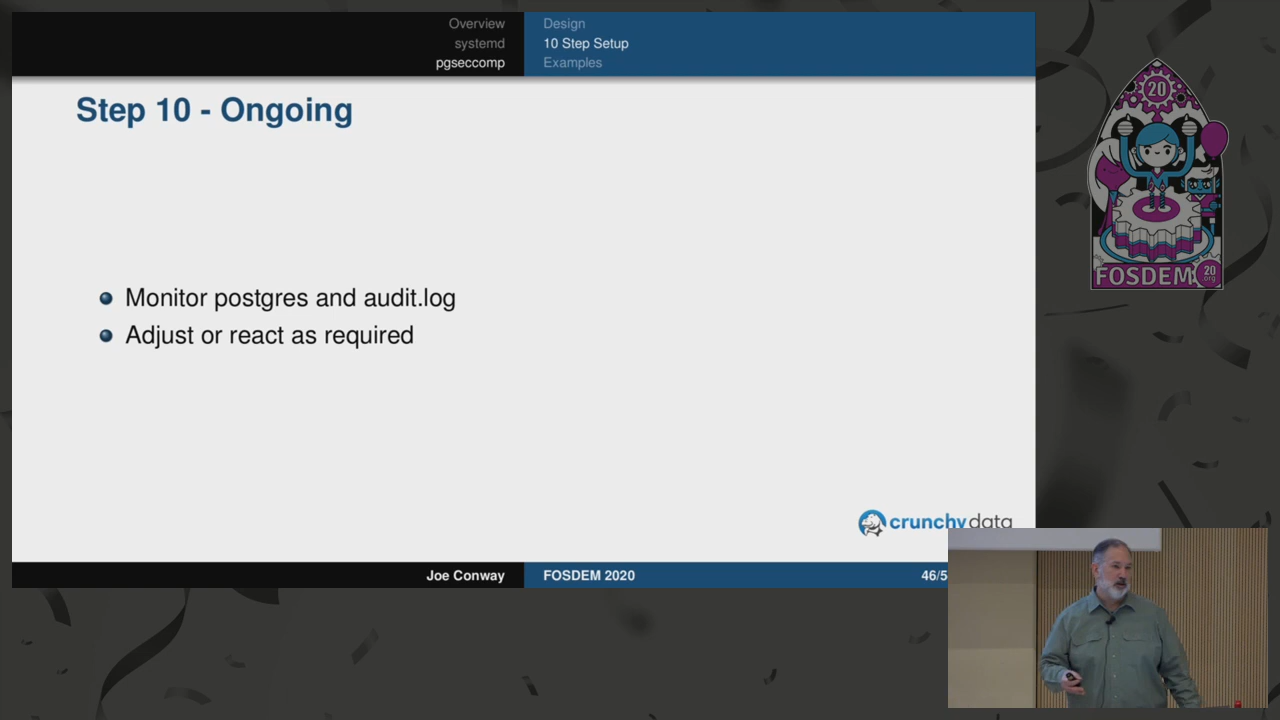 Overview
systemd
pgseccomp
Design
10 Step Setup
Examples
Step 10 - Ongoing
Monitor postgres and audit.log
Adjust or react as required
crunchydata
Joe Conway
FOSDEM 2020
46/5
20
FOSDEM
20
.org